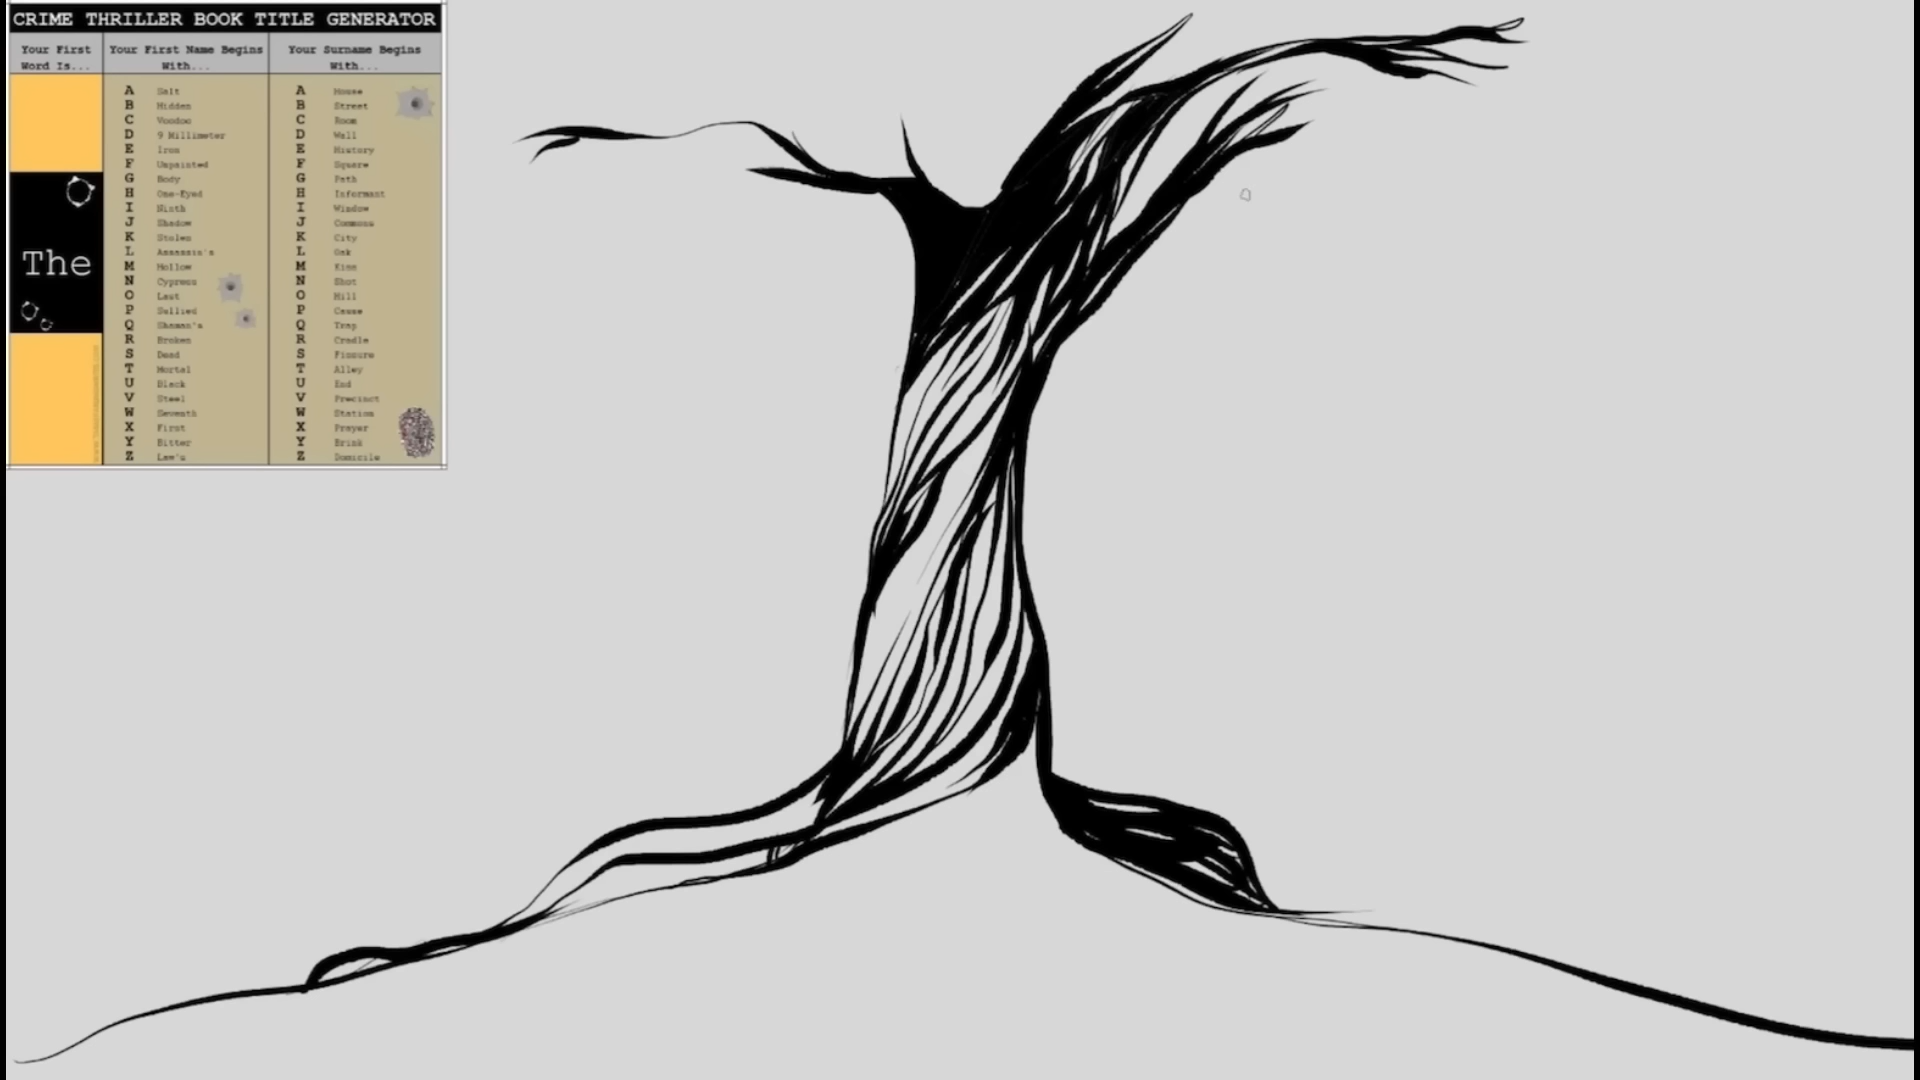 CRIME THRILLER BOOK TITLE GENERATOR
Your First Word Is...
Your First Name Begins With...
Your Surname Begins With...
The
A Salt
B Hidden
C Voodoo
D 9 Millimeter
E Iron
F Unpainted
G Body
H One-Eyed
I Ninth
J Shadow
K Stolen
L Assassin's
M Hollow
N Cypress
O Last
P Sullied
Q Shaman's
R Broken
S Dead
T Mortal
U Black
V Steel
W Seventh
X First
Y Bitter
Z Law's
A House
B Street
C Room
D Wall
E History
F Square
G Path
H Informant
I Window
J Commons
K City
L Oak
M Kiss
N Shot
O Hill
P Cause
Q Trap
R Cradle
S Fissure
T Alley
U End
V Precinct
W Station
X Prayer
Y Brink
Z Domicile